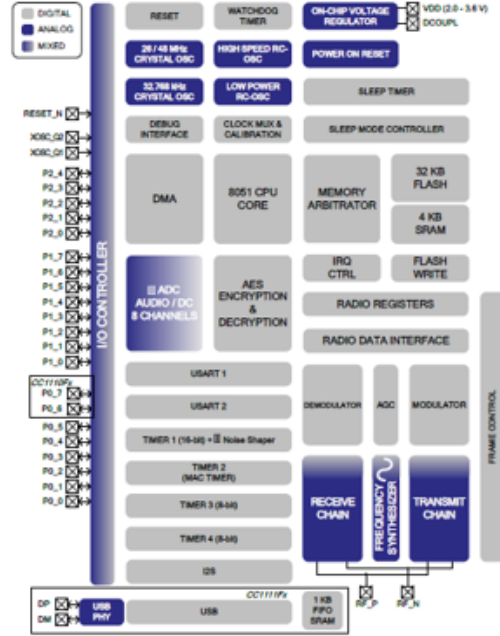 DIGITAL
ANALOG
MIXED
RESET
WATCHDOG
TIMER
ON-CHIP VOLTAGE
REGULATOR
VDD (2.0 - 3.6 V)
DCOUPL
26 / 48 MHz
CRYSTAL OSC
HIGH SPEED RC-
OSC
POWER ON RESET
32.768 kHz
CRYSTAL OSC
LOW POWER
RC-OSC
SLEEP TIMER
RESET_N
XOSC_Q2
XOSC_Q1
DEBUG
INTERFACE
CLOCK MUX &
CALIBRATION
SLEEP MODE CONTROLLER
P2_4
P2_3
P2_2
P2_1
P2_0
DMA
8051 CPU
CORE
MEMORY
ARBITRATOR
32 KB
FLASH
4 KB
SRAM
P1_7
P1_6
P1_5
P1_4
P1_3
P1_2
P1_1
P1_0
I/O CONTROLLER
ADC
AUDIO / DC
8 CHANNELS
AES
ENCRYPTION
&
DECRYPTION
IRQ
CTRL
FLASH
WRITE
RADIO REGISTERS
RADIO DATA INTERFACE
CC1110Fx
P0_7
P0_6
P0_5
P0_4
P0_3
P0_2
P0_1
P0_0
USART 1
USART 2
TIMER 1 (16-bit) + Noise Shaper
TIMER 2
(MAC TIMER)
TIMER 3 (8-bit)
TIMER 4 (8-bit)
I2S
DEMODULATOR
AGC
MODULATOR
FRAME CONTROL
RECEIVE
CHAIN
FREQUENCY
SYNTHESIZER
TRANSMIT
CHAIN
RF_P
RF_N
CC1111Fx
DP
DM
USB
PHY
USB
1 KB
FIFO
SRAM